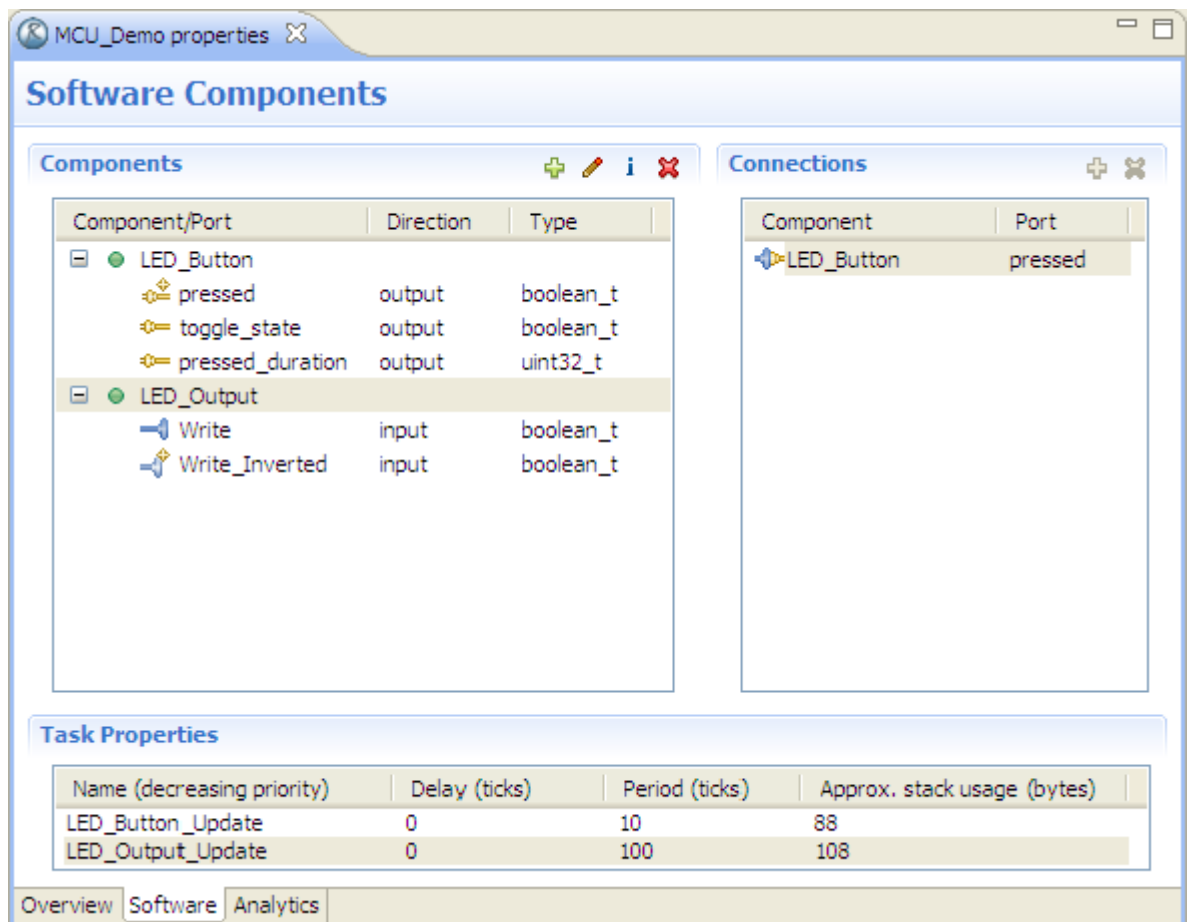 MCU_Demo properties
Software Components
Components
Component/Port Direction Type
LED_Button
pressed output boolean_t
toggle_state output boolean_t
pressed_duration output uint32_t
LED_Output
Write input boolean_t
Write_Inverted input boolean_t
Connections
Component Port
LED_Button pressed
Task Properties
Name (decreasing priority) Delay (ticks) Period (ticks) Approx. stack usage (bytes)
LED_Button_Update 0 10 88
LED_Output_Update 0 100 108
Overview Software Analytics